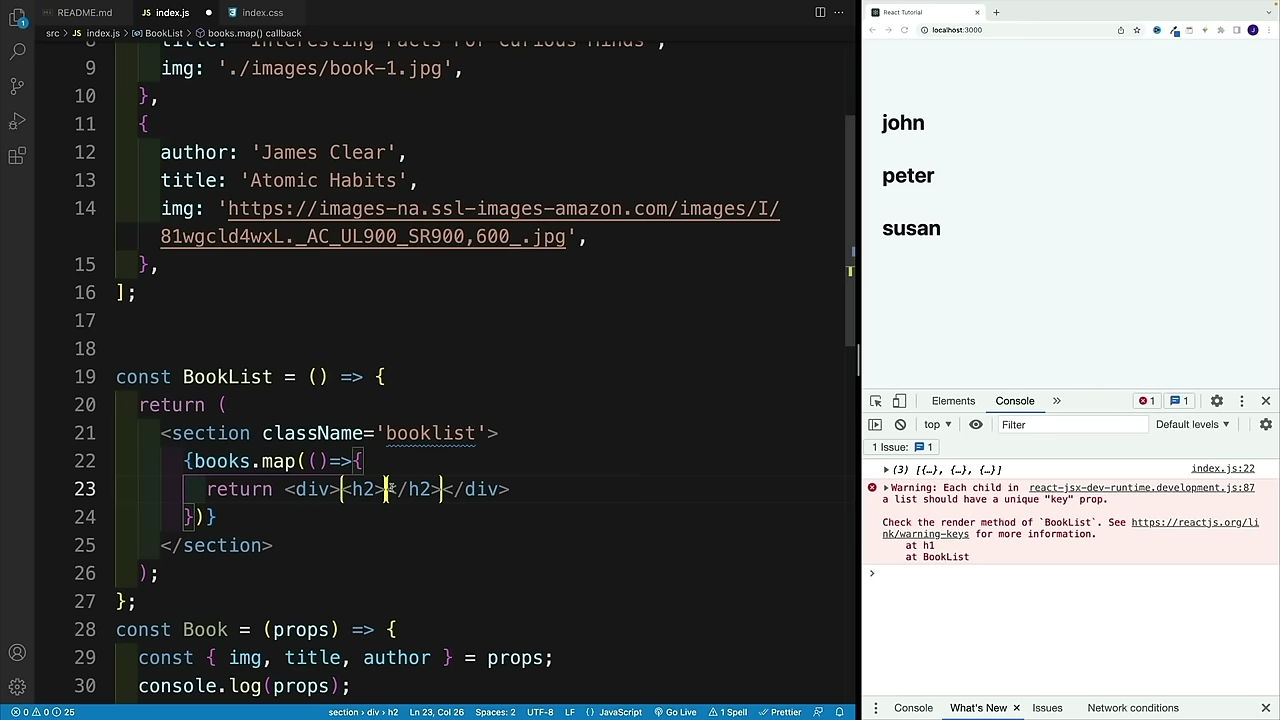 README.md
index.js
index.css
src > index.js >
8 title: 'Interesting Facts For Curious Minds',
9 img: './images/book-1.jpg',
10 },
11 {
12 author: 'James Clear',
13 title: 'Atomic Habits',
14 img: 'https://images-na.ssl-images-amazon.com/images/I/
81wgcld4wxL._AC_UL900_SR900,600_.jpg',
15 },
16 ];
17
18
19 const BookList = () => {
20 return (
21 <section className='booklist'>
22 {books.map(()=>{
23 return <div><h2></h2></div>
24 })}
25 </section>
26 );
27 };
28 const Book = (props) => {
29 const { img, title, author } = props;
30 console.log(props);
0 0 25
section > div > h2
Ln 23, Col 26
Spaces: 2
UTF-8
LF
{} JavaScript
Go Live
1 Spell
Prettier
React Tutorial
localhost:3000
john
peter
susan
Elements
Console
1
1
top
Filter
Default levels
1 Issue: 1
(3) [{…}, {…}, {…}]
index.js:22
Warning: Each child in react-jsx-dev-runtime.development.js:87
a list should have a unique "key" prop.
Check the render method of `BookList`. See https://reactjs.org/li
nk/warning-keys for more information.
at h1
at BookList
Console
What's New
Issues
Network conditions